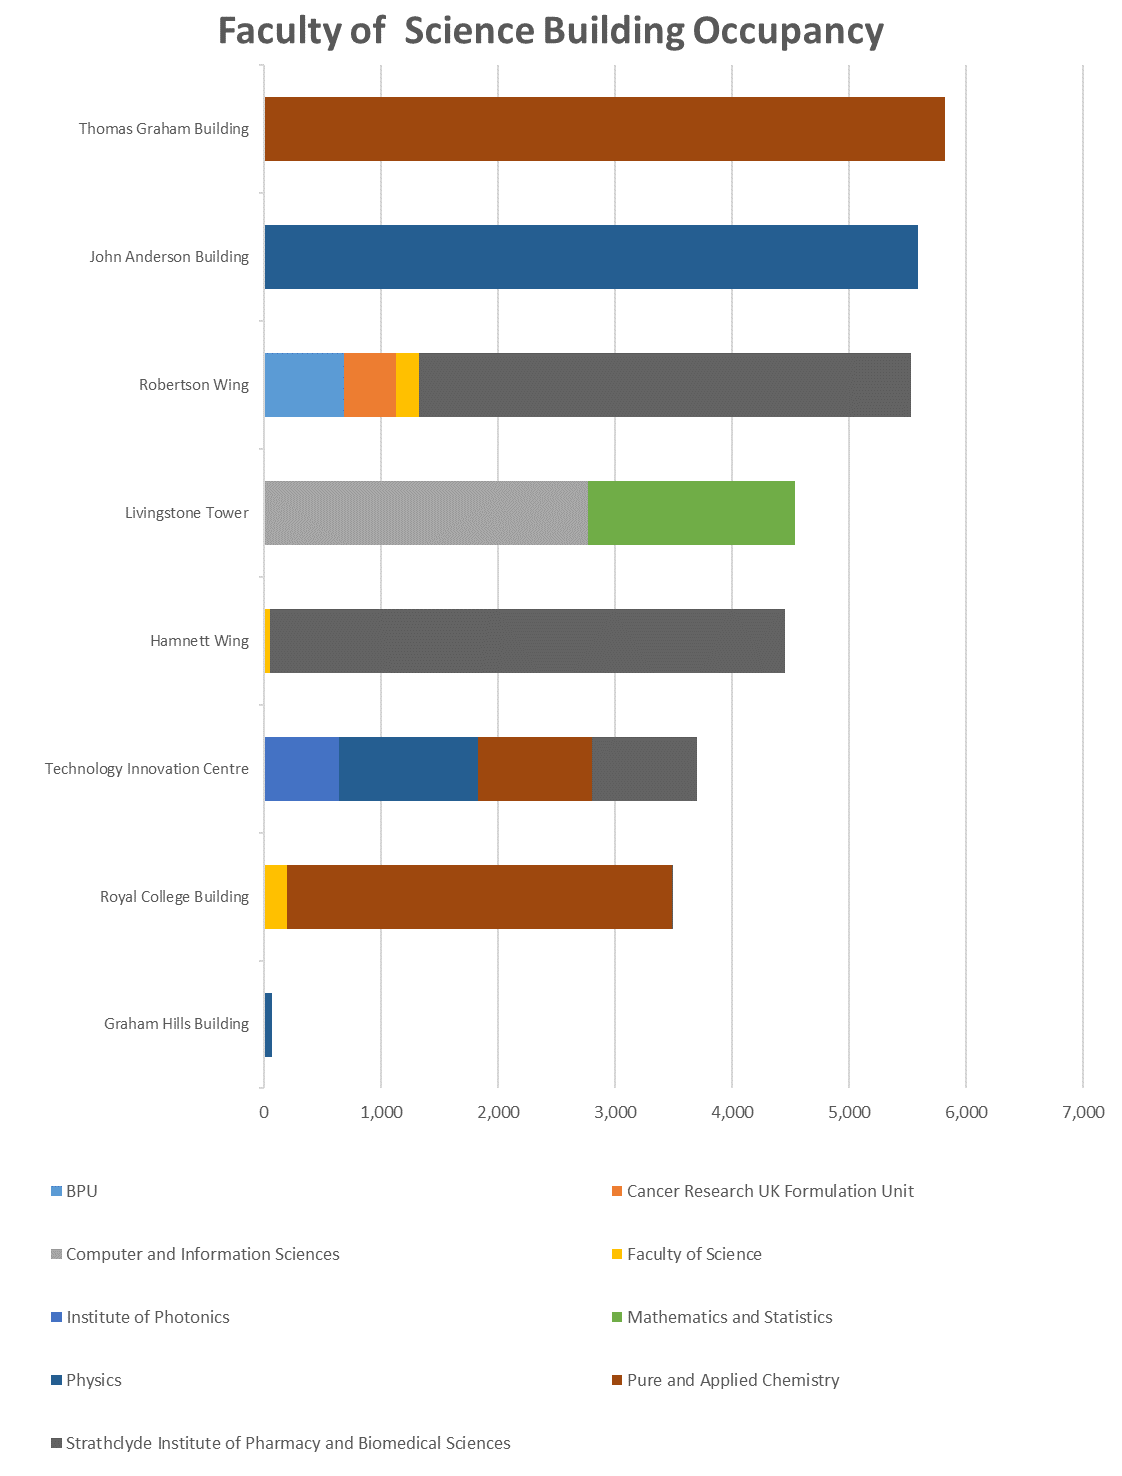 Faculty of  Science Building Occupancy
Thomas Graham Building
John Anderson Building
Robertson Wing
Livingstone Tower
Hamnett Wing
Technology Innovation Centre
Royal College Building
Graham Hills Building
0 1,000 2,000 3,000 4,000 5,000 6,000 7,000
BPU
Cancer Research UK Formulation Unit
Computer and Information Sciences
Faculty of Science
Institute of Photonics
Mathematics and Statistics
Physics
Pure and Applied Chemistry
Strathclyde Institute of Pharmacy and Biomedical Sciences